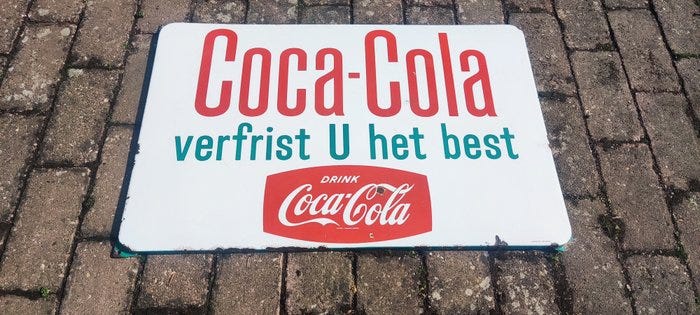 Coca-Cola
verfrist U het best
DRINK
Coca-Cola